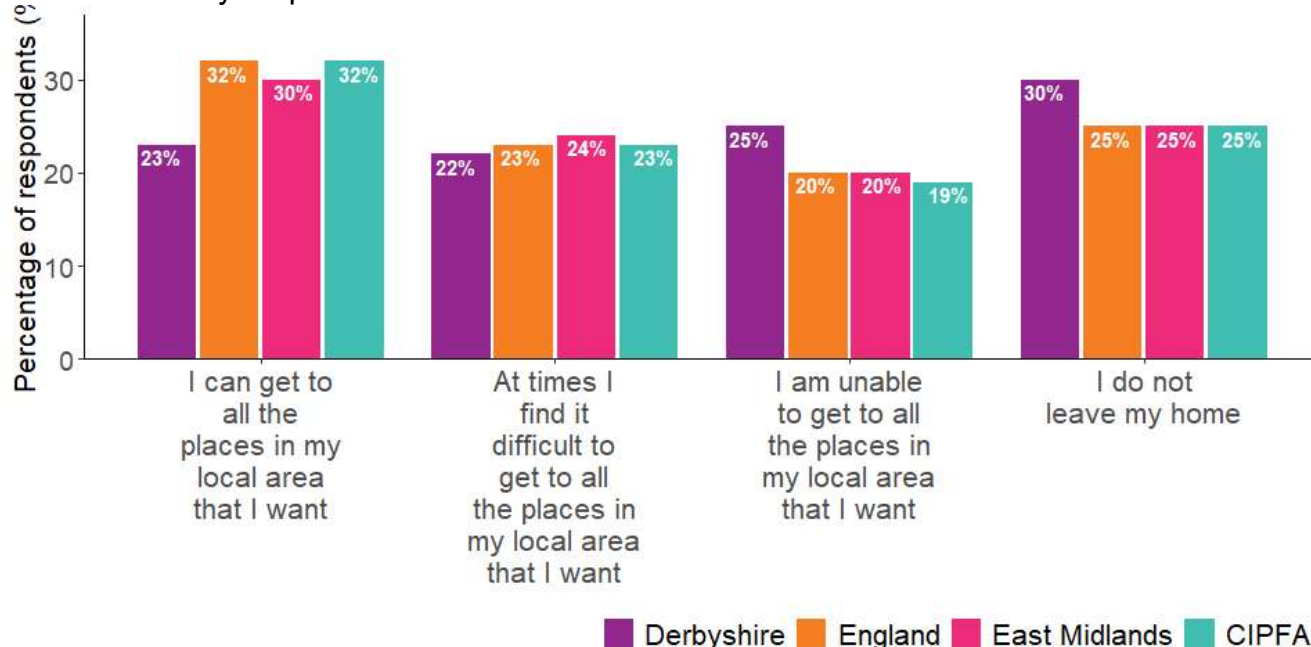 Percentage of respondents (%
30
20
10
0
23%
32%
30%
32%
22%
23%
24%
23%
25%
20%
20%
19%
30%
25%
25%
25%
I can get to
all the
places in my
local area
that I want
At times I
find it
difficult to
get to all
the places in
my local area
that I want
I am unable
to get to all
the places in
my local area
that I want
I do not
leave my home
Derbyshire England East Midlands CIPFA